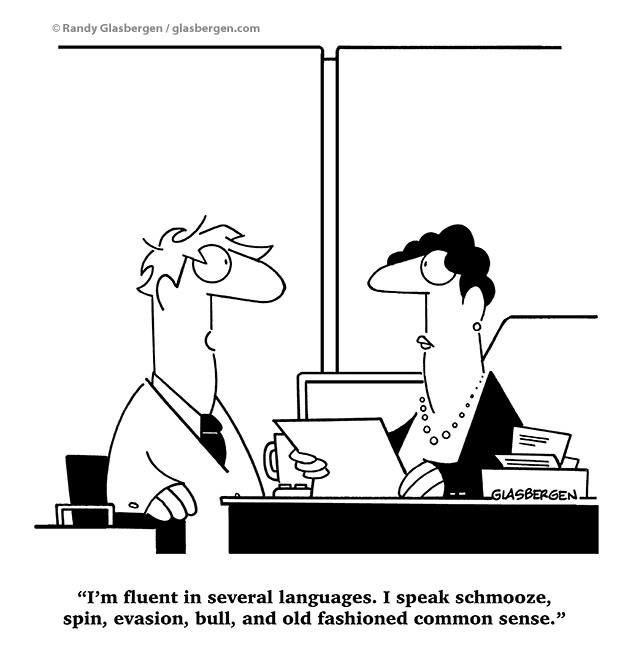 © Randy Glasbergen / glasbergen.com
GLASBERGEN
“I’m fluent in several languages. I speak schmooze,
spin, evasion, bull, and old fashioned common sense.”